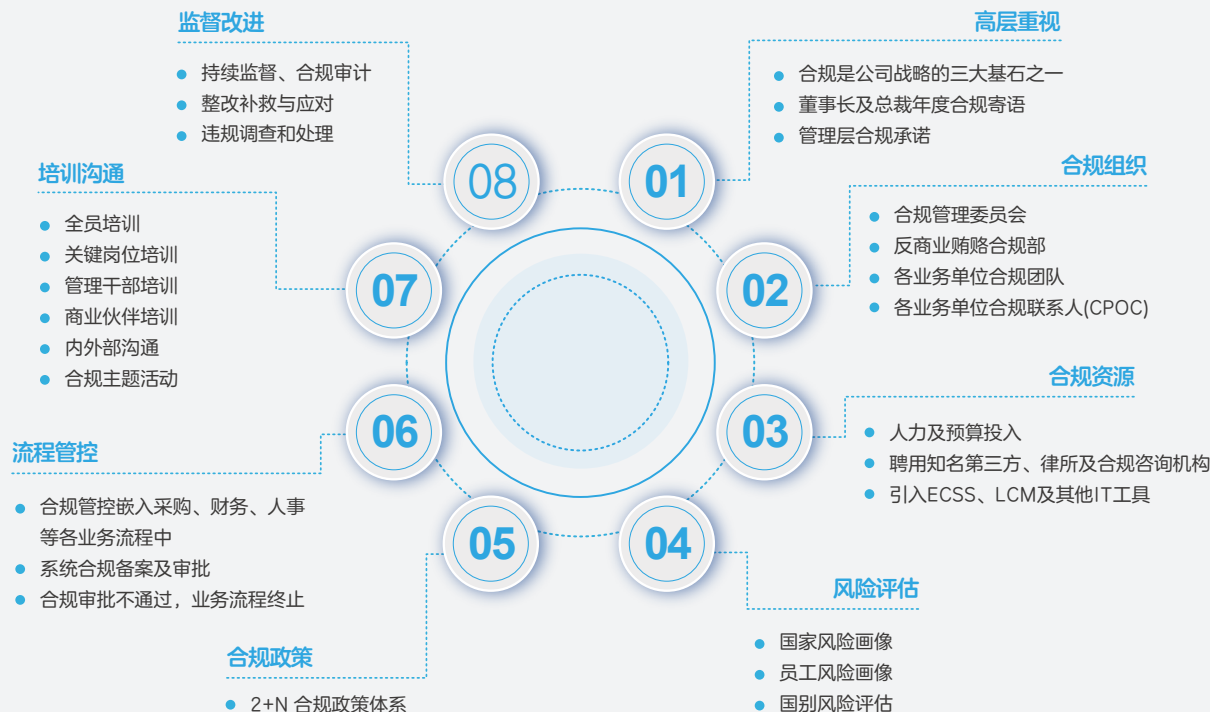 01
高层重视
合规是公司战略的三大基石之一
董事长及总裁年度合规寄语
管理层合规承诺
02
合规组织
合规管理委员会
反商业贿赂合规部
各业务单位合规团队
各业务单位合规联系人(CPOC)
03
合规资源
人力及预算投入
聘用知名第三方、律所及合规咨询机构
引入ECSS、LCM及其他IT工具
04
风险评估
国家风险画像
员工风险画像
国别风险评估
05
合规政策
2+N 合规政策体系
06
流程管控
合规管控嵌入采购、财务、人事
等各业务流程中
系统合规备案及审批
合规审批不通过，业务流程终止
07
培训沟通
全员培训
关键岗位培训
管理干部培训
商业伙伴培训
内外部沟通
合规主题活动
08
监督改进
持续监督、合规审计
整改补救与应对
违规调查和处理